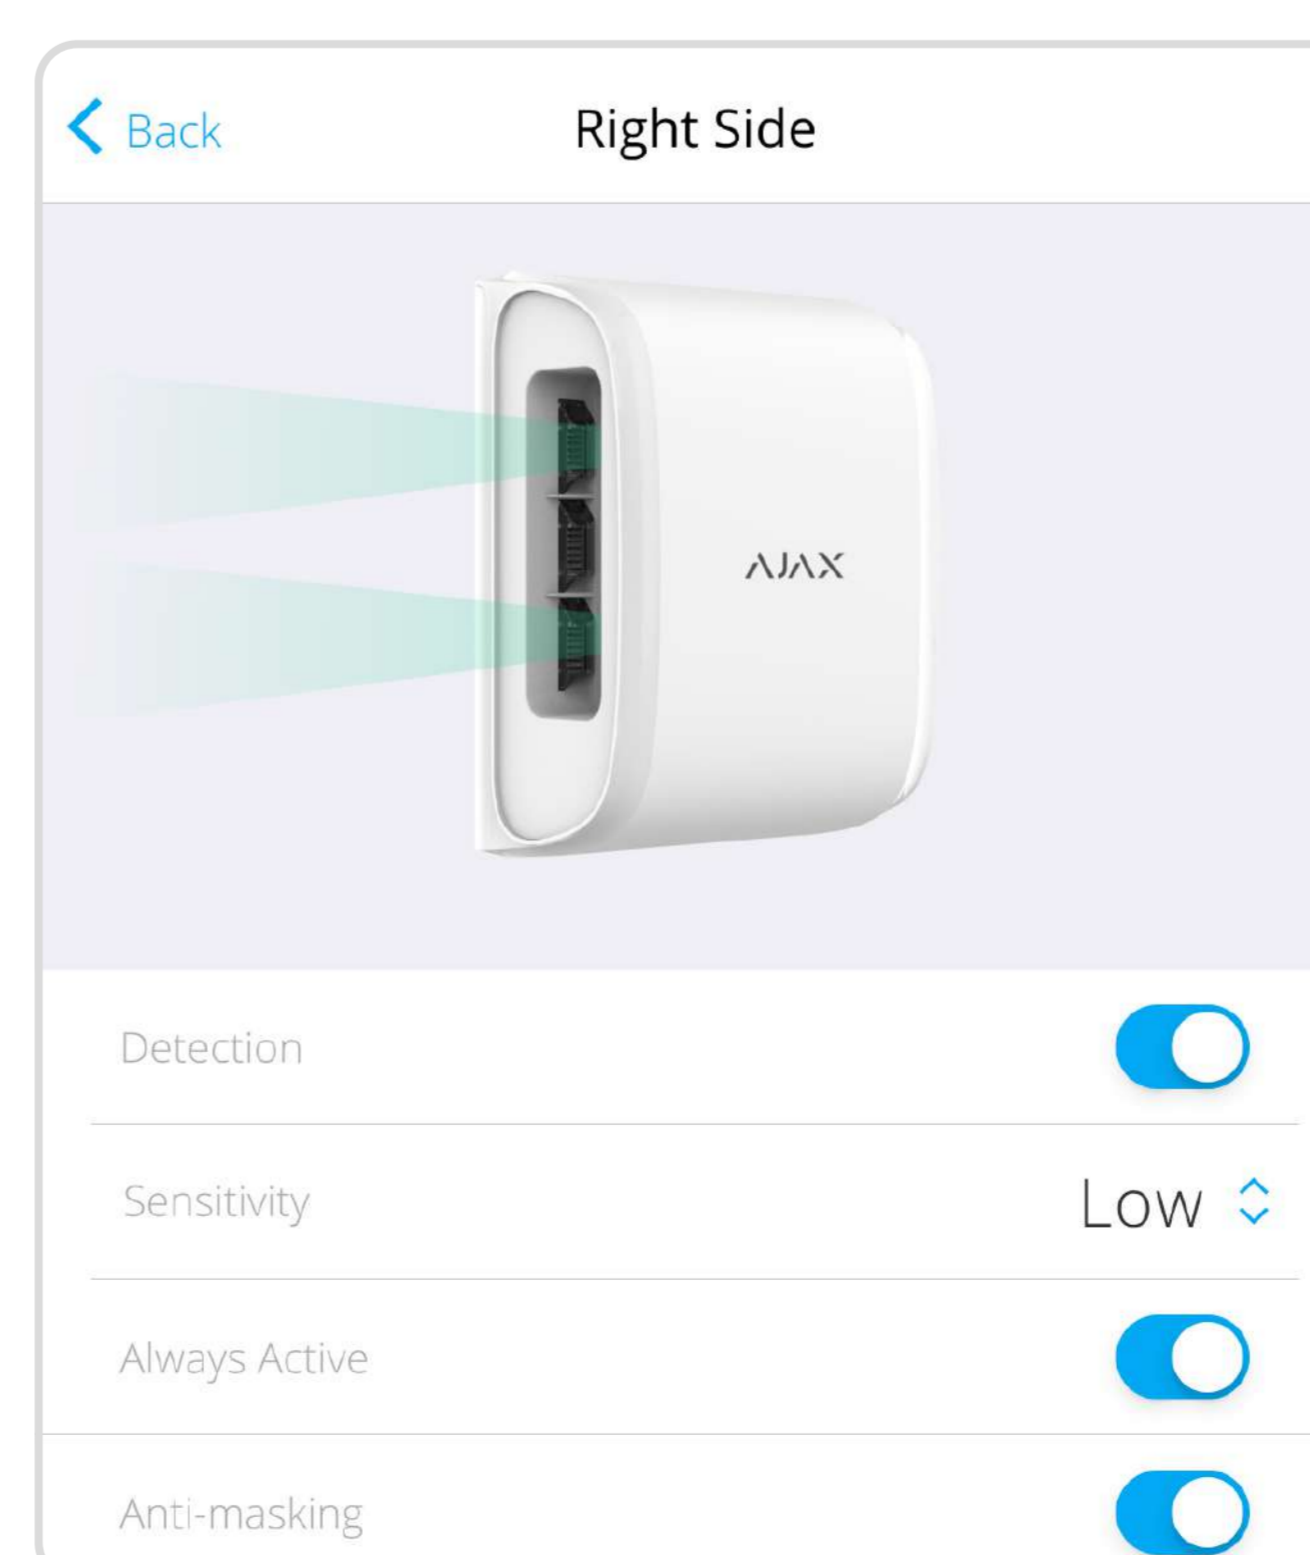 Back
Right Side
AJAX
Detection
Sensitivity
Low
Always Active
Anti-masking